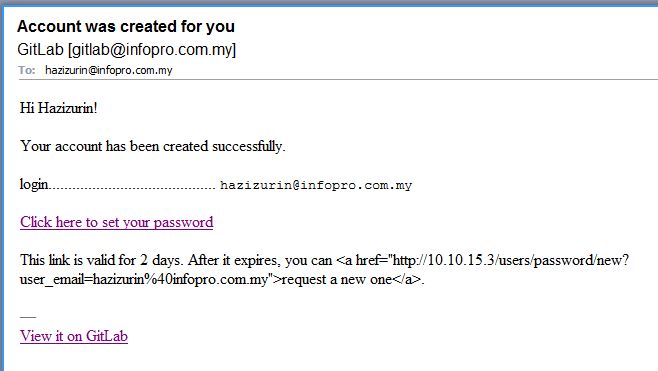 Account was created for you
GitLab [gitlab@infopro.com.my]
To: hazizurin@infopro.com.my
Hi Hazizurin!
Your account has been created successfully.
login.......................................... hazizurin@infopro.com.my
Click here to set your password
This link is valid for 2 days. After it expires, you can <a href="http://10.10.15.3/users/password/new?
user_email=hazizurin%40infopro.com.my">request a new one</a>.
—
View it on GitLab